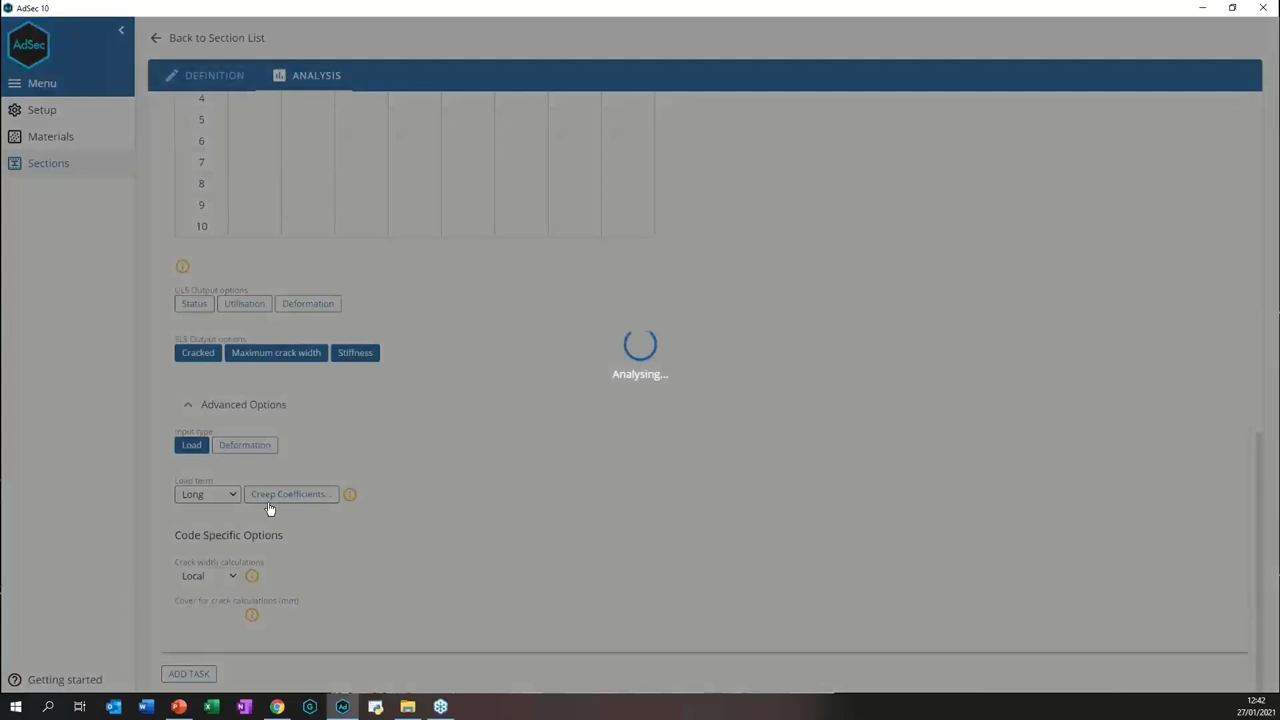 AdSec 10
AdSec
Back to Section List
Menu
DEFINITION ANALYSIS
Setup
Materials
Sections
4
5
6
7
8
9
10
ULS Output options
Status Utilisation Deformation
SLS Output options
Cracked Maximum crack width Stiffness
Analysing...
Advanced Options
Input type
Load Deformation
Load term
Long Creep Coefficients...
Code Specific Options
Crack width calculations
Local
Cover for crack calculations (mm)
ADD TASK
Getting started
12:42
27/01/2021